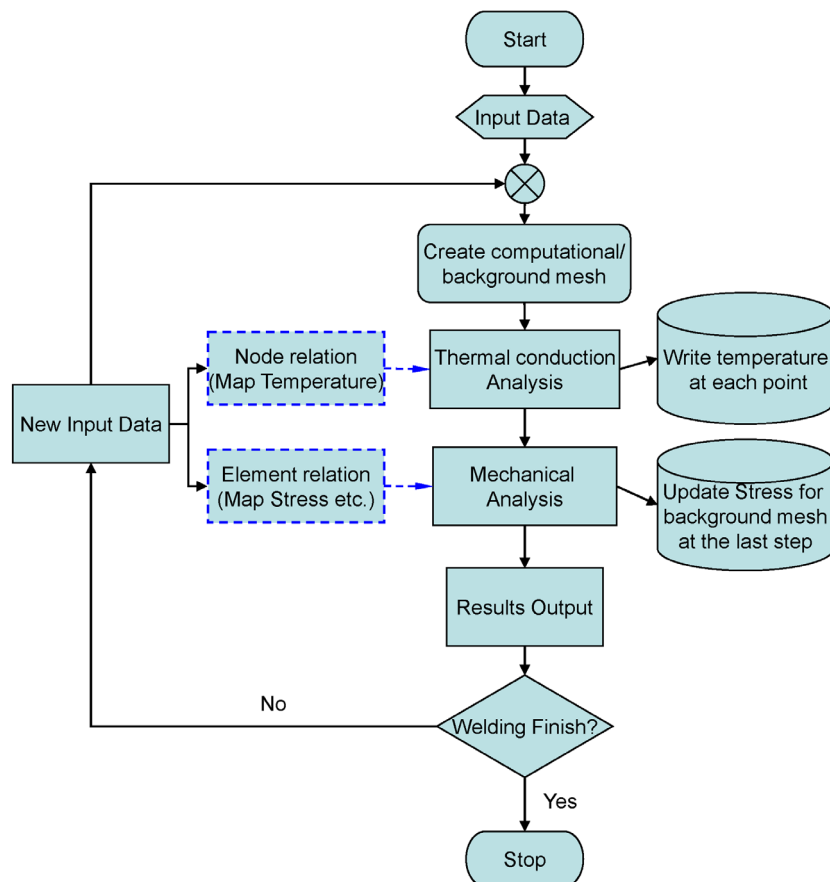 Start
Input Data
Create computational/
background mesh
Node relation
(Map Temperature)
Thermal conduction
Analysis
Write temperature
at each point
New Input Data
Element relation
(Map Stress etc.)
Mechanical
Analysis
Update Stress for
background mesh
at the last step
Results Output
No
Welding Finish?
Yes
Stop